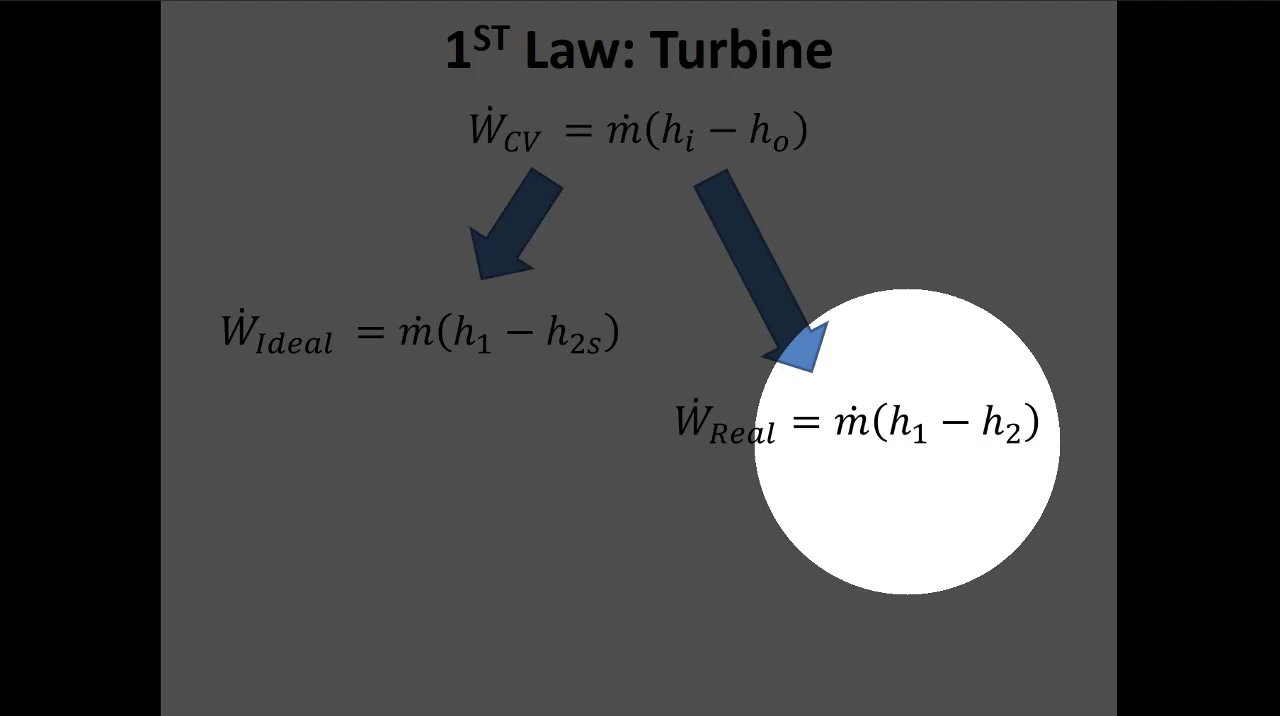 1ST Law: Turbine
Ẇ_CV = ṁ(h_i − h_o)
Ẇ_Ideal = ṁ(h_1 − h_2s)
Ẇ_Real = ṁ(h_1 − h_2)